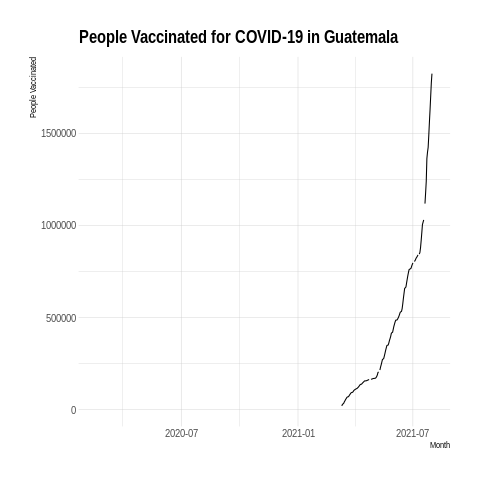 People Vaccinated for COVID-19 in Guatemala
People Vaccinated
1500000
1000000
500000
0
2020-07
2021-01
2021-07
Month